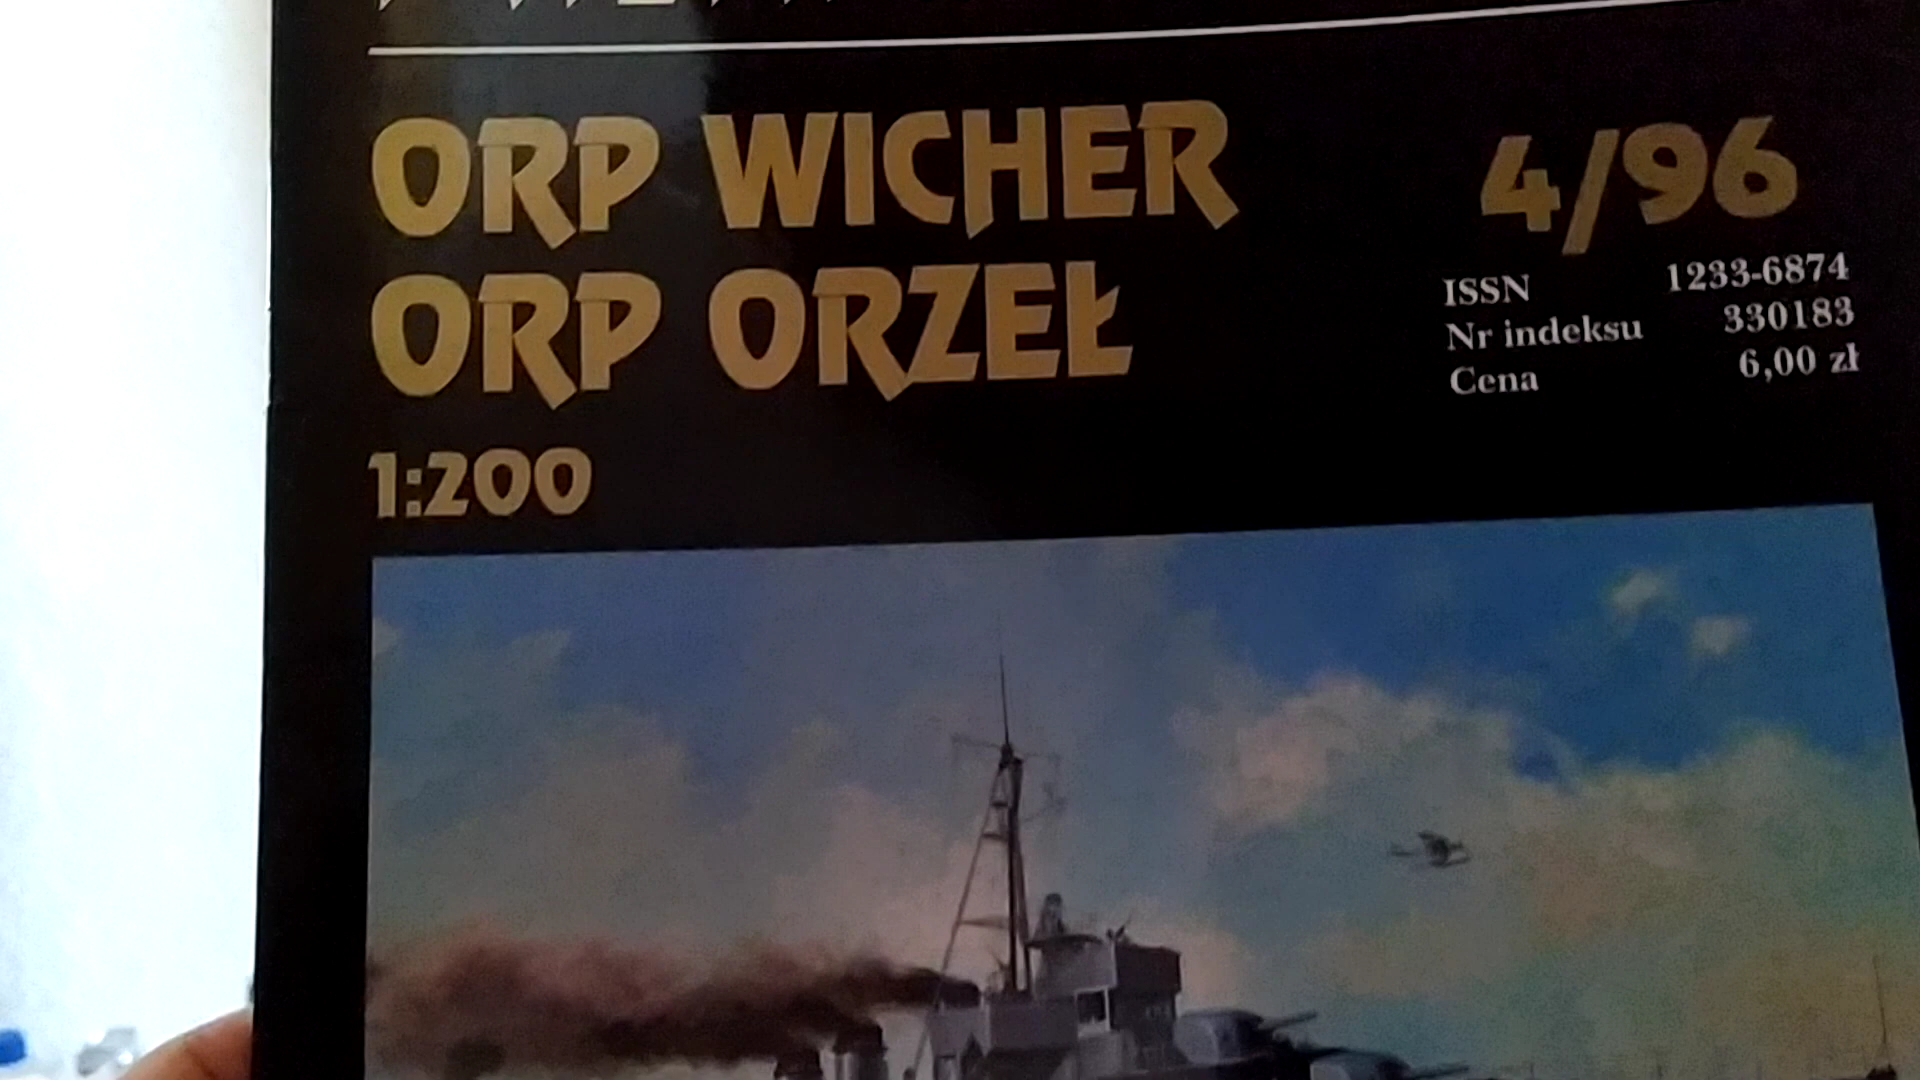 ORP WICHER
ORP ORZEŁ
1:200
4/96
ISSN 1233-6874
Nr indeksu 330183
Cena 6,00 zł